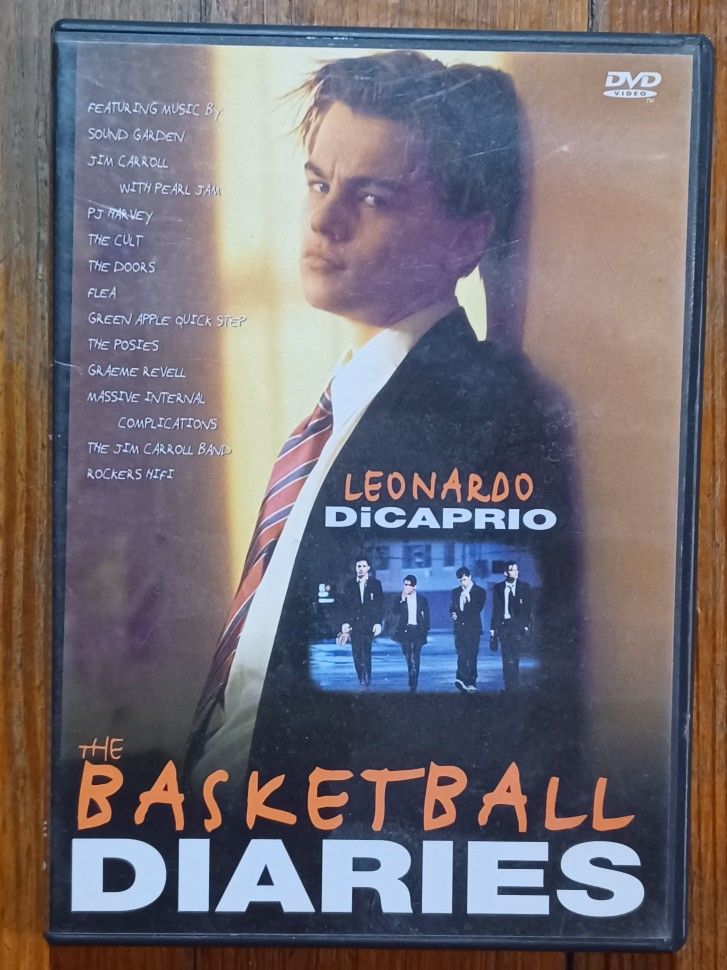 DVD
VIDEO
TM
FEATURING MUSIC BY
SOUND GARDEN
JIM CARROLL
WITH PEARL JAM
PJ HARVEY
THE CULT
THE DOORS
FLEA
GREEN APPLE QUICK STEP
THE POSIES
GRAEME REVELL
MASSIVE INTERNAL
COMPLICATIONS
THE JIM CARROLL BAND
ROCKERS HIFI
LEONARDO
DiCAPRIO
THE
BASKETBALL
DIARIES